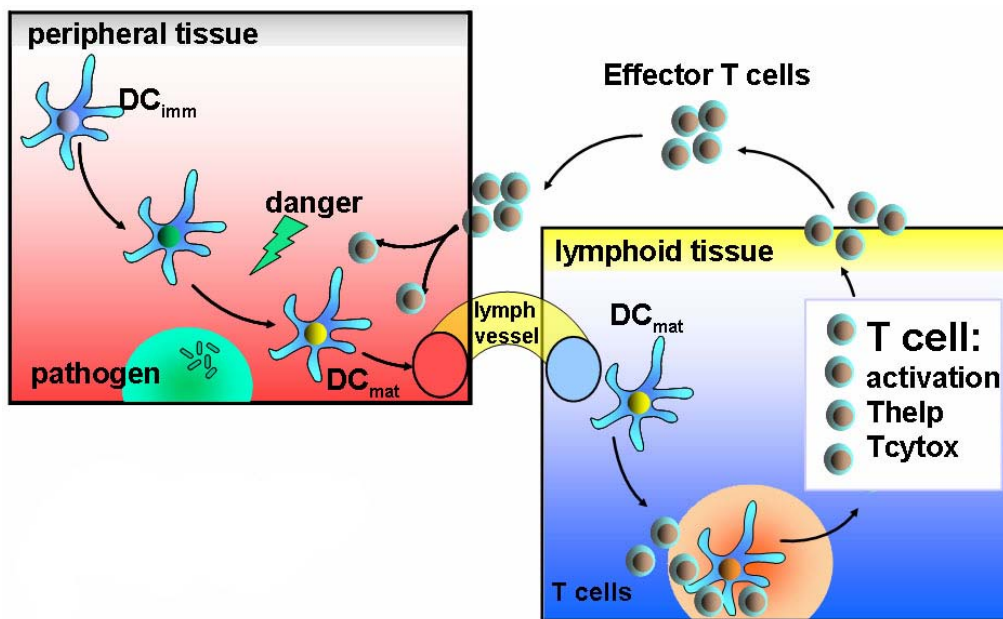 peripheral tissue
DCimm
danger
pathogen
DCmat
lymph
vessel
Effector T cells
lymphoid tissue
DCmat
T cell:
activation
Thelp
Tcytox
T cells